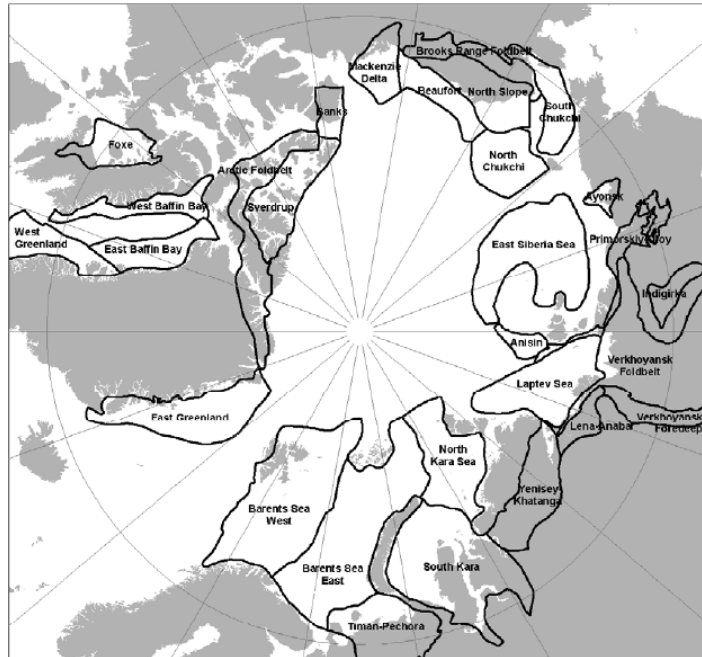 Brooks Range Foldbelt
Mackenzie
Delta
Beaufort
North Slope
South
Chukchi
Banks
Foxe
North
Chukchi
Arctic Foldbelt
Ayonsk
West Baffin Bay
Sverdrup
West
Greenland
East Baffin Bay
East Siberia Sea
Indigirka
Anisin
Verkhoyansk
Foldbelt
Laptev Sea
East Greenland
Lena-Anabar
Verkhoyansk
Foredeep
North
Kara Sea
Yenisey-
Khatanga
Barents Sea
West
Barents Sea
East
South Kara
Timan-Pechora